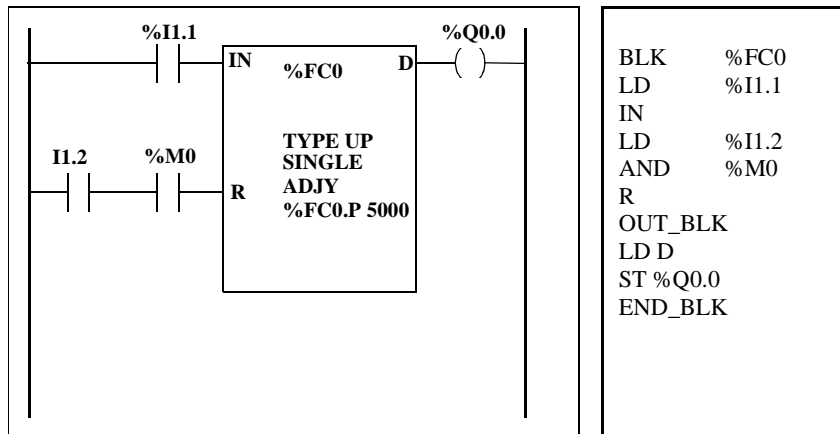 %I1.1
%Q0.0
IN
%FC0
D
TYPE UP
SINGLE
ADJY
%FC0.P 5000
I1.2
%M0
R
BLK %FC0
LD %I1.1
IN
LD %I1.2
AND %M0
R
OUT_BLK
LD D
ST %Q0.0
END_BLK